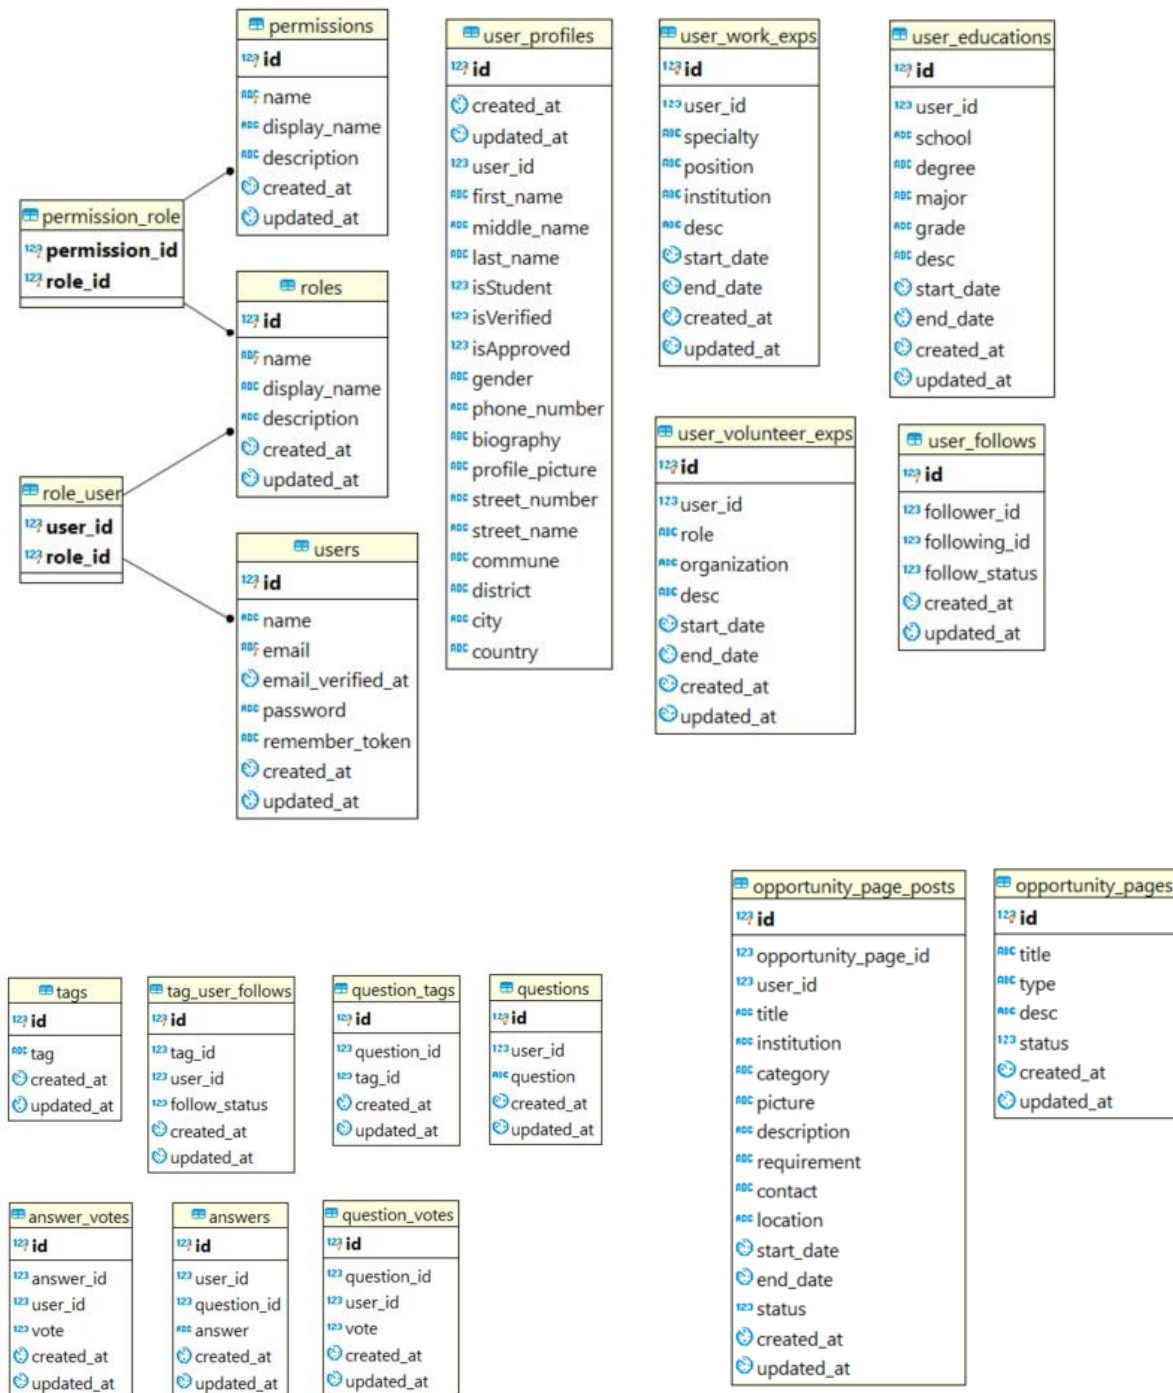 permissions
id
name
display_name
description
created_at
updated_at
permission_role
permission_id
role_id
roles
id
name
display_name
description
created_at
updated_at
role_user
user_id
role_id
users
id
name
email
email_verified_at
password
remember_token
created_at
updated_at
user_profiles
id
created_at
updated_at
user_id
first_name
middle_name
last_name
isStudent
isVerified
isApproved
gender
phone_number
biography
profile_picture
street_number
street_name
commune
district
city
country
user_work_exps
id
user_id
specialty
position
institution
desc
start_date
end_date
created_at
updated_at
user_educations
id
user_id
school
degree
major
grade
desc
start_date
end_date
created_at
updated_at
user_volunteer_exps
id
user_id
role
organization
desc
start_date
end_date
created_at
updated_at
user_follows
id
follower_id
following_id
follow_status
created_at
updated_at
tags
id
tag
created_at
updated_at
tag_user_follows
id
tag_id
user_id
follow_status
created_at
updated_at
question_tags
id
question_id
tag_id
created_at
updated_at
questions
id
user_id
question
created_at
updated_at
answer_votes
id
answer_id
user_id
vote
created_at
updated_at
answers
id
user_id
question_id
answer
created_at
updated_at
question_votes
id
question_id
user_id
vote
created_at
updated_at
opportunity_page_posts
id
opportunity_page_id
user_id
title
institution
category
picture
description
requirement
contact
location
start_date
end_date
status
created_at
updated_at
opportunity_pages
id
title
type
desc
status
created_at
updated_at